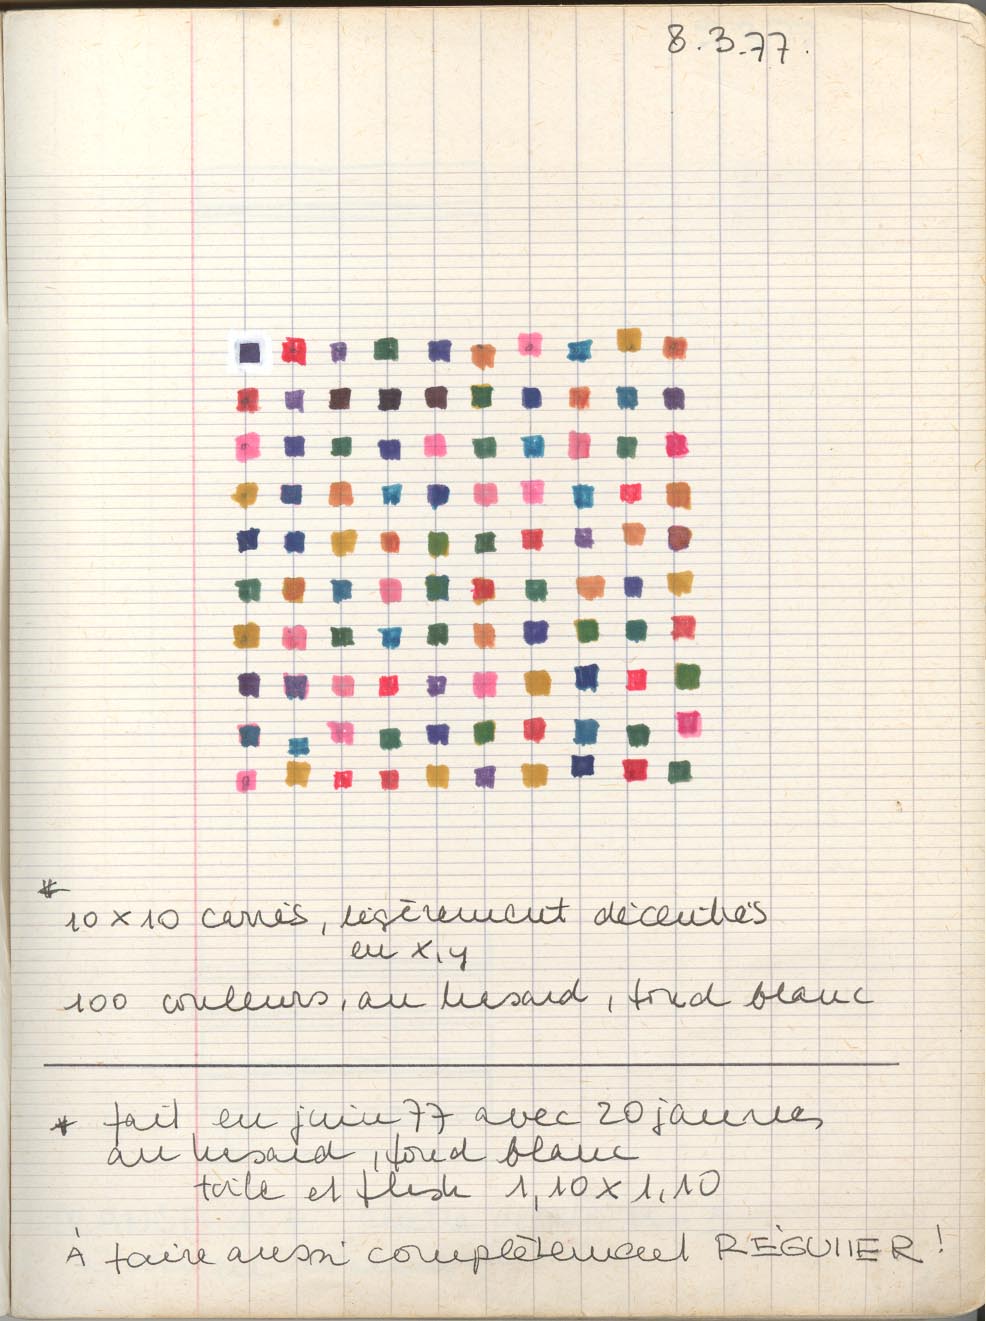 8.3.77.
* 10 x 10 carrés, légèrement décentrés
en x,y
100 couleurs, au hasard, fond blanc
* fait en juin 77 avec 20 jaunes
au hasard, fond blanc
toile et flash 1,10 x 1,10
À faire aussi complètement RÉGULIER !